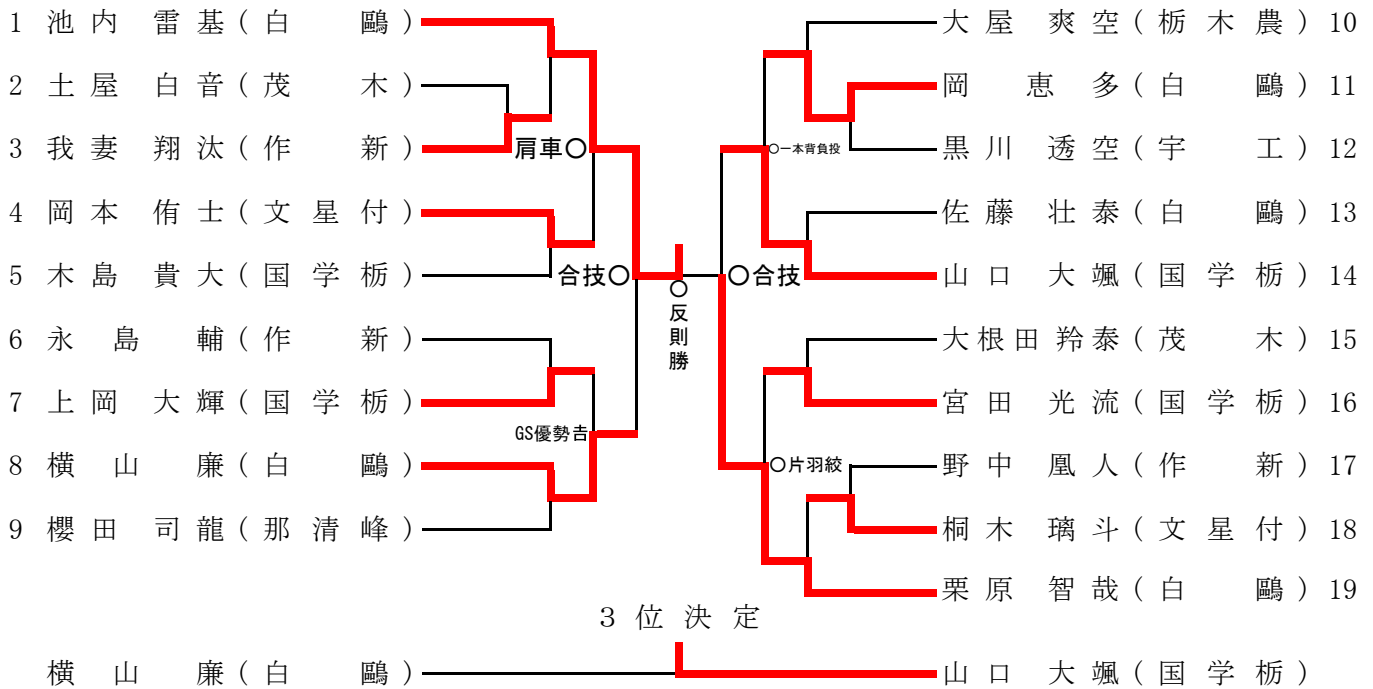 1 池内 雷基(白 鷗)
2 土屋 白音(茂 木)
3 我妻 翔汰(作 新)
4 岡本 侑士(文星付)
5 木島 貴大(国学栃)
6 永島 輔(作 新)
7 上岡 大輝(国学栃)
8 横山 廉(白 鷗)
9 櫻田 司龍(那清峰)
肩車○
合技○
GS優勢吉
○反則勝
○一本背負投
○合技
○片羽絞
大屋 爽空(栃木農) 10
岡 恵多(白 鷗) 11
黒川 透空(宇 工) 12
佐藤 壮泰(白 鷗) 13
山口 大颯(国学栃) 14
大根田羚泰(茂 木) 15
宮田 光流(国学栃) 16
野中 凰人(作 新) 17
桐木 璃斗(文星付) 18
栗原 智哉(白 鷗) 19
３位決定
横山 廉(白 鷗)
山口 大颯(国学栃)